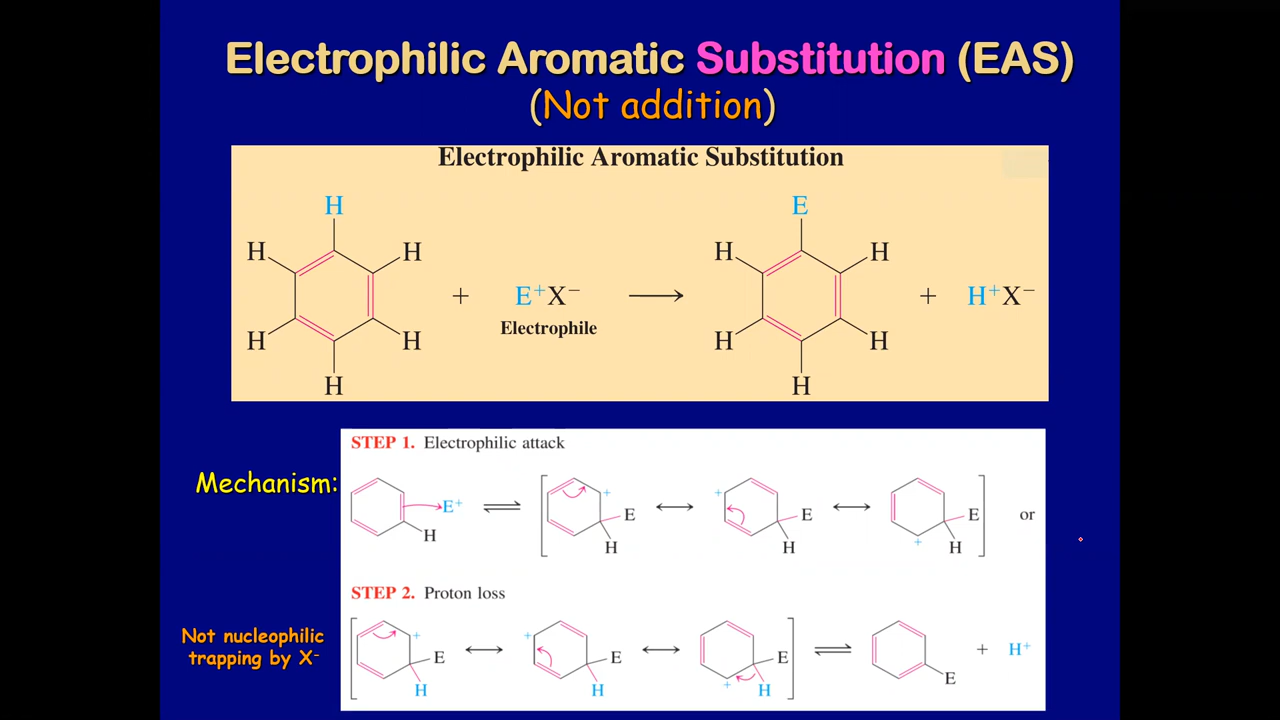 Electrophilic Aromatic Substitution (EAS)
(Not addition)
Electrophilic Aromatic Substitution
H E
H H H H
+ E⁺X⁻ ⟶ + H⁺X⁻
Electrophile
H H H H
H H
STEP 1. Electrophilic attack
Mechanism:
E⁺ ⇌ [ + E ⟷ + E ⟷ E ] or
H H H + H
STEP 2. Proton loss
Not nucleophilic
trapping by X⁻
[ + E ⟷ + E ⟷ E ] ⇌ + H⁺
H H + H E